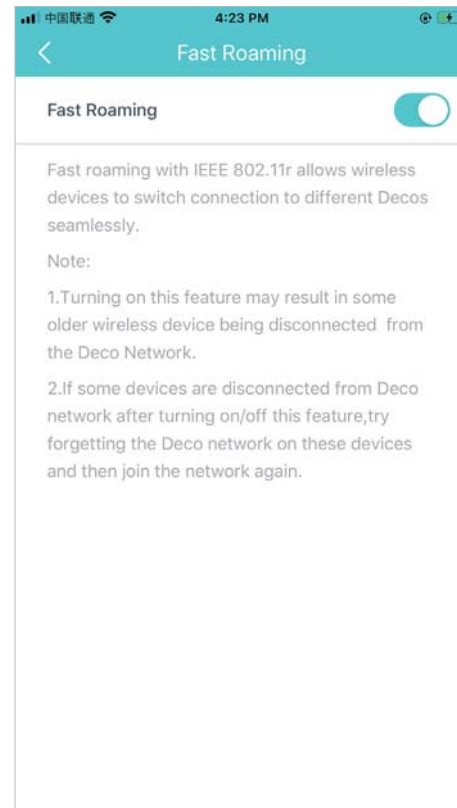 中国联通 4:23 PM
Fast Roaming
Fast Roaming
Fast roaming with IEEE 802.11r allows wireless
devices to switch connection to different Decos
seamlessly.
Note:
1.Turning on this feature may result in some
older wireless device being disconnected from
the Deco Network.
2.If some devices are disconnected from Deco
network after turning on/off this feature,try
forgetting the Deco network on these devices
and then join the network again.